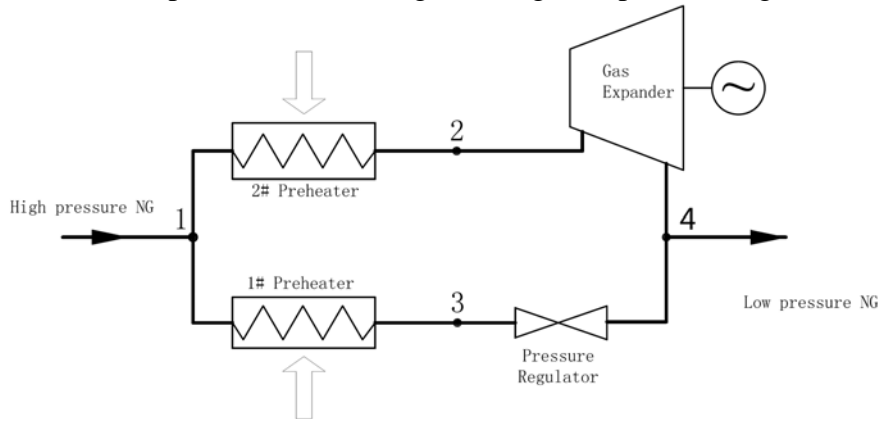 Gas
Expander
2
2# Preheater
High pressure NG
1
4
1# Preheater
3
Low pressure NG
Pressure
Regulator